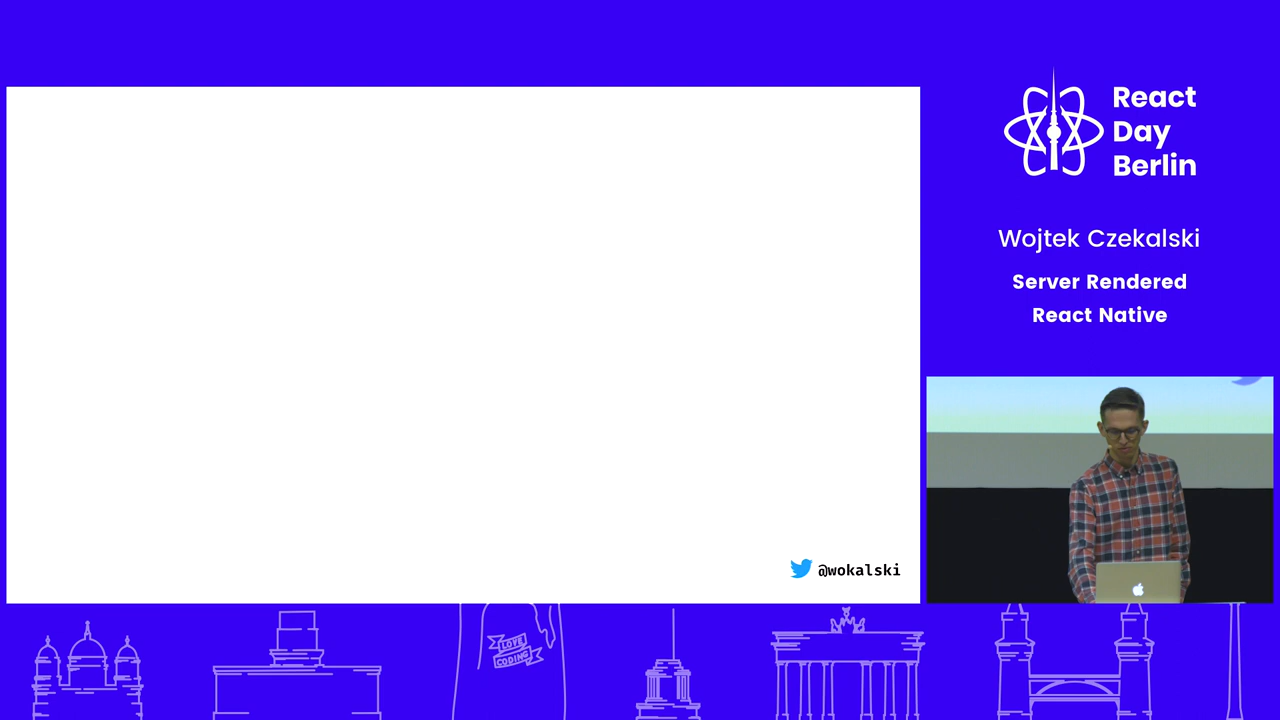 React
Day
Berlin
Wojtek Czekalski
Server Rendered
React Native
@wokalski
LOVE
CODING